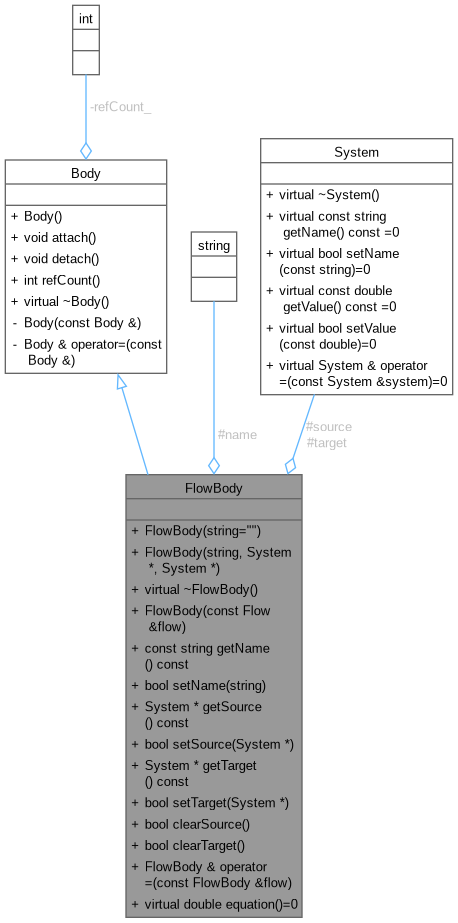 int
-refCount_
Body
+ Body()
+ void attach()
+ void detach()
+ int refCount()
+ virtual ~Body()
- Body(const Body &)
- Body & operator=(const
Body &)
string
#name
System
+ virtual ~System()
+ virtual const string
getName() const =0
+ virtual bool setName
(const string)=0
+ virtual const double
getValue() const =0
+ virtual bool setValue
(const double)=0
+ virtual System & operator
=(const System &system)=0
#source
#target
FlowBody
+ FlowBody(string="")
+ FlowBody(string, System
*, System *)
+ virtual ~FlowBody()
+ FlowBody(const Flow
&flow)
+ const string getName
() const
+ bool setName(string)
+ System * getSource
() const
+ bool setSource(System *)
+ System * getTarget
() const
+ bool setTarget(System *)
+ bool clearSource()
+ bool clearTarget()
+ FlowBody & operator
=(const FlowBody &flow)
+ virtual double equation()=0